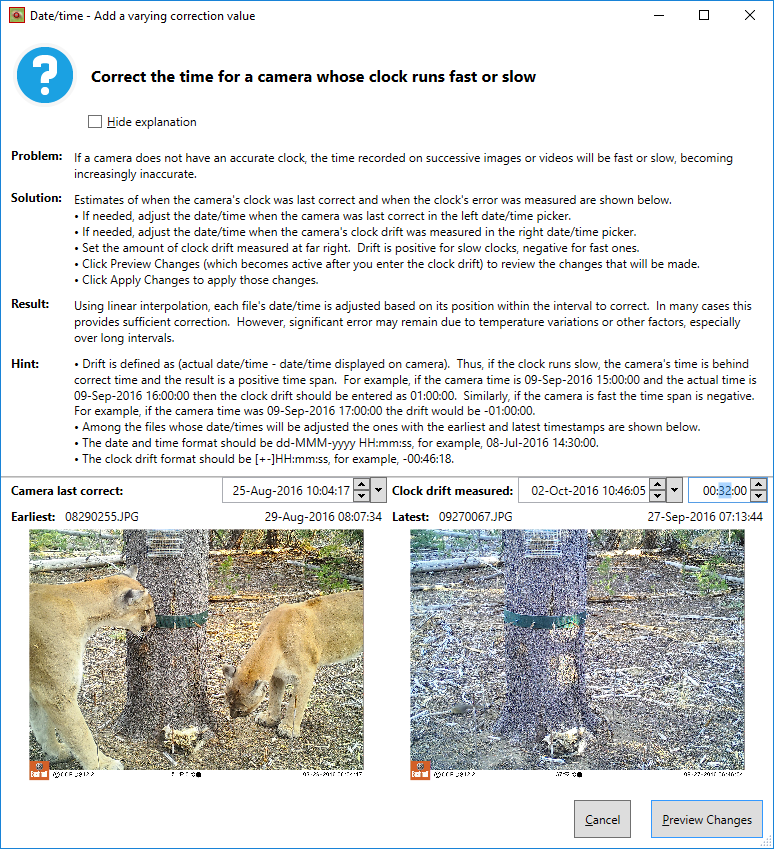 Date/time - Add a varying correction value
Correct the time for a camera whose clock runs fast or slow
Hide explanation
Problem: If a camera does not have an accurate clock, the time recorded on successive images or videos will be fast or slow, becoming
increasingly inaccurate.
Solution: Estimates of when the camera's clock was last correct and when the clock's error was measured are shown below.
• If needed, adjust the date/time when the camera was last correct in the left date/time picker.
• If needed, adjust the date/time when the camera's clock drift was measured in the right date/time picker.
• Set the amount of clock drift measured at far right.  Drift is positive for slow clocks, negative for fast ones.
• Click Preview Changes (which becomes active after you enter the clock drift) to review the changes that will be made.
• Click Apply Changes to apply those changes.
Result: Using linear interpolation, each file's date/time is adjusted based on its position within the interval to correct.  In many cases this
provides sufficient correction.  However, significant error may remain due to temperature variations or other factors, especially
over long intervals.
Hint: • Drift is defined as (actual date/time - date/time displayed on camera).  Thus, if the clock runs slow, the camera's time is behind
correct time and the result is a positive time span.  For example, if the camera time is 09-Sep-2016 15:00:00 and the actual time is
09-Sep-2016 16:00:00 then the clock drift should be entered as 01:00:00.  Similarly, if the camera is fast the time span is negative.
For example, if the camera time was 09-Sep-2016 17:00:00 the drift would be -01:00:00.
• Among the files whose date/times will be adjusted the ones with the earliest and latest timestamps are shown below.
• The date and time format should be dd-MMM-yyyy HH:mm:ss, for example, 08-Jul-2016 14:30:00.
• The clock drift format should be [+-]HH:mm:ss, for example, -00:46:18.
Camera last correct: 25-Aug-2016 10:04:17 Clock drift measured: 02-Oct-2016 10:46:05 00:32:00
Earliest: 08290255.JPG 29-Aug-2016 08:07:34 Latest: 09270067.JPG 27-Sep-2016 07:13:44
Cancel Preview Changes